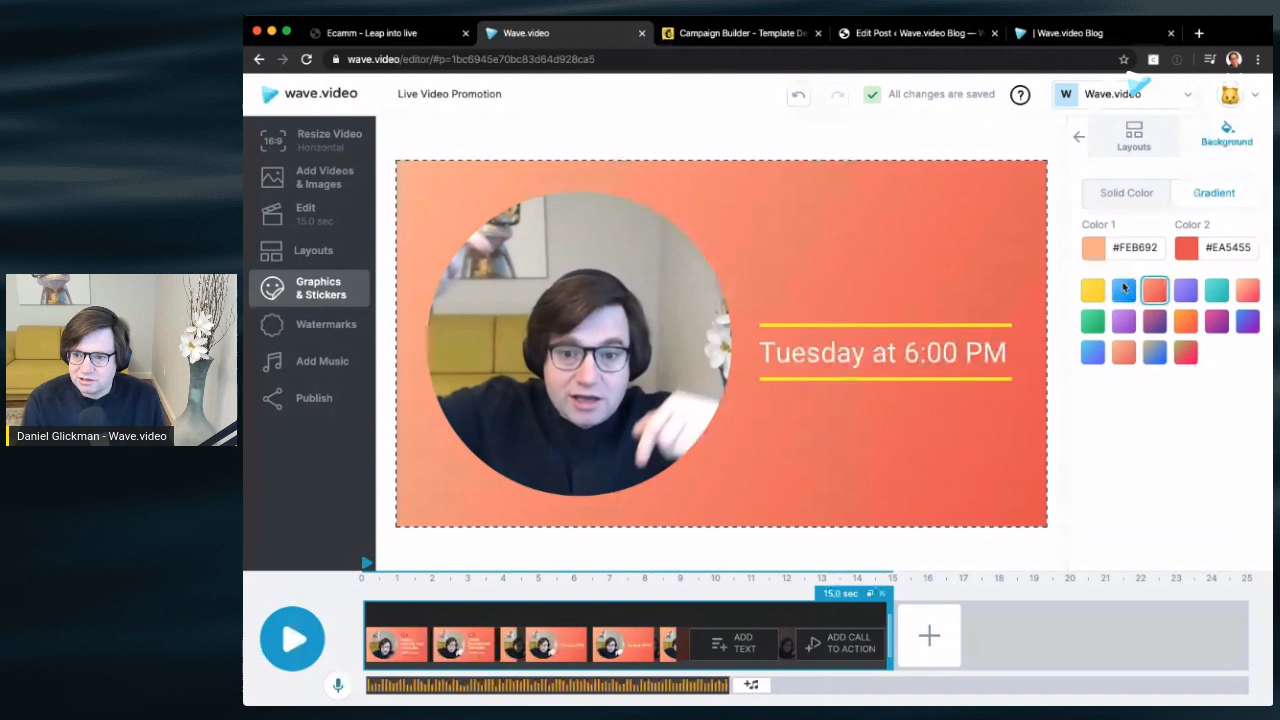 Ecamm - Leap into live
Wave.video
Campaign Builder - Template De
Edit Post ‹ Wave.video Blog — W
| Wave.video Blog
wave.video/editor/#p=1bc6945e70bc83d64d928ca5
wave.video
Live Video Promotion
All changes are saved
?
W
Wave.video
16:9
Resize Video
Horizontal
Add Videos
& Images
Edit
15.0 sec
Layouts
Graphics
& Stickers
Watermarks
Add Music
Publish
Layouts
Background
Solid Color
Gradient
Color 1
Color 2
#FEB692
#EA5455
Tuesday at 6:00 PM
Daniel Glickman - Wave.video
0 1 2 3 4 5 6 7 8 9 10 11 12 13 14 15 16 17 18 19 20 21 22 23 24 25
15.0 sec
ADD
TEXT
ADD CALL
TO ACTION